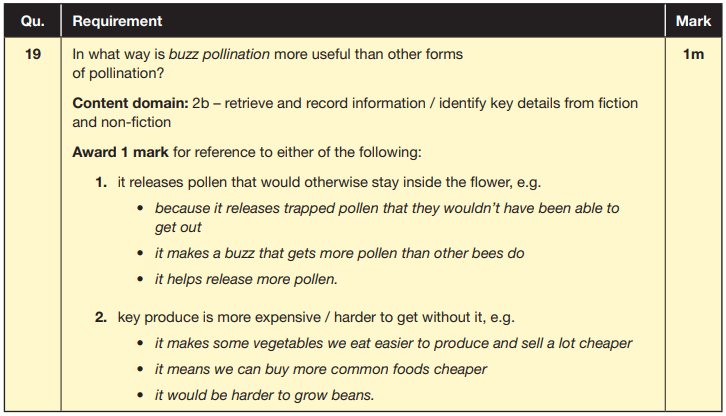 Qu. Requirement Mark
19 In what way is buzz pollination more useful than other forms 1m
of pollination?
Content domain: 2b – retrieve and record information / identify key details from fiction
and non-fiction
Award 1 mark for reference to either of the following:
1. it releases pollen that would otherwise stay inside the flower, e.g.
• because it releases trapped pollen that they wouldn’t have been able to
get out
• it makes a buzz that gets more pollen than other bees do
• it helps release more pollen.
2. key produce is more expensive / harder to get without it, e.g.
• it makes some vegetables we eat easier to produce and sell a lot cheaper
• it means we can buy more common foods cheaper
• it would be harder to grow beans.